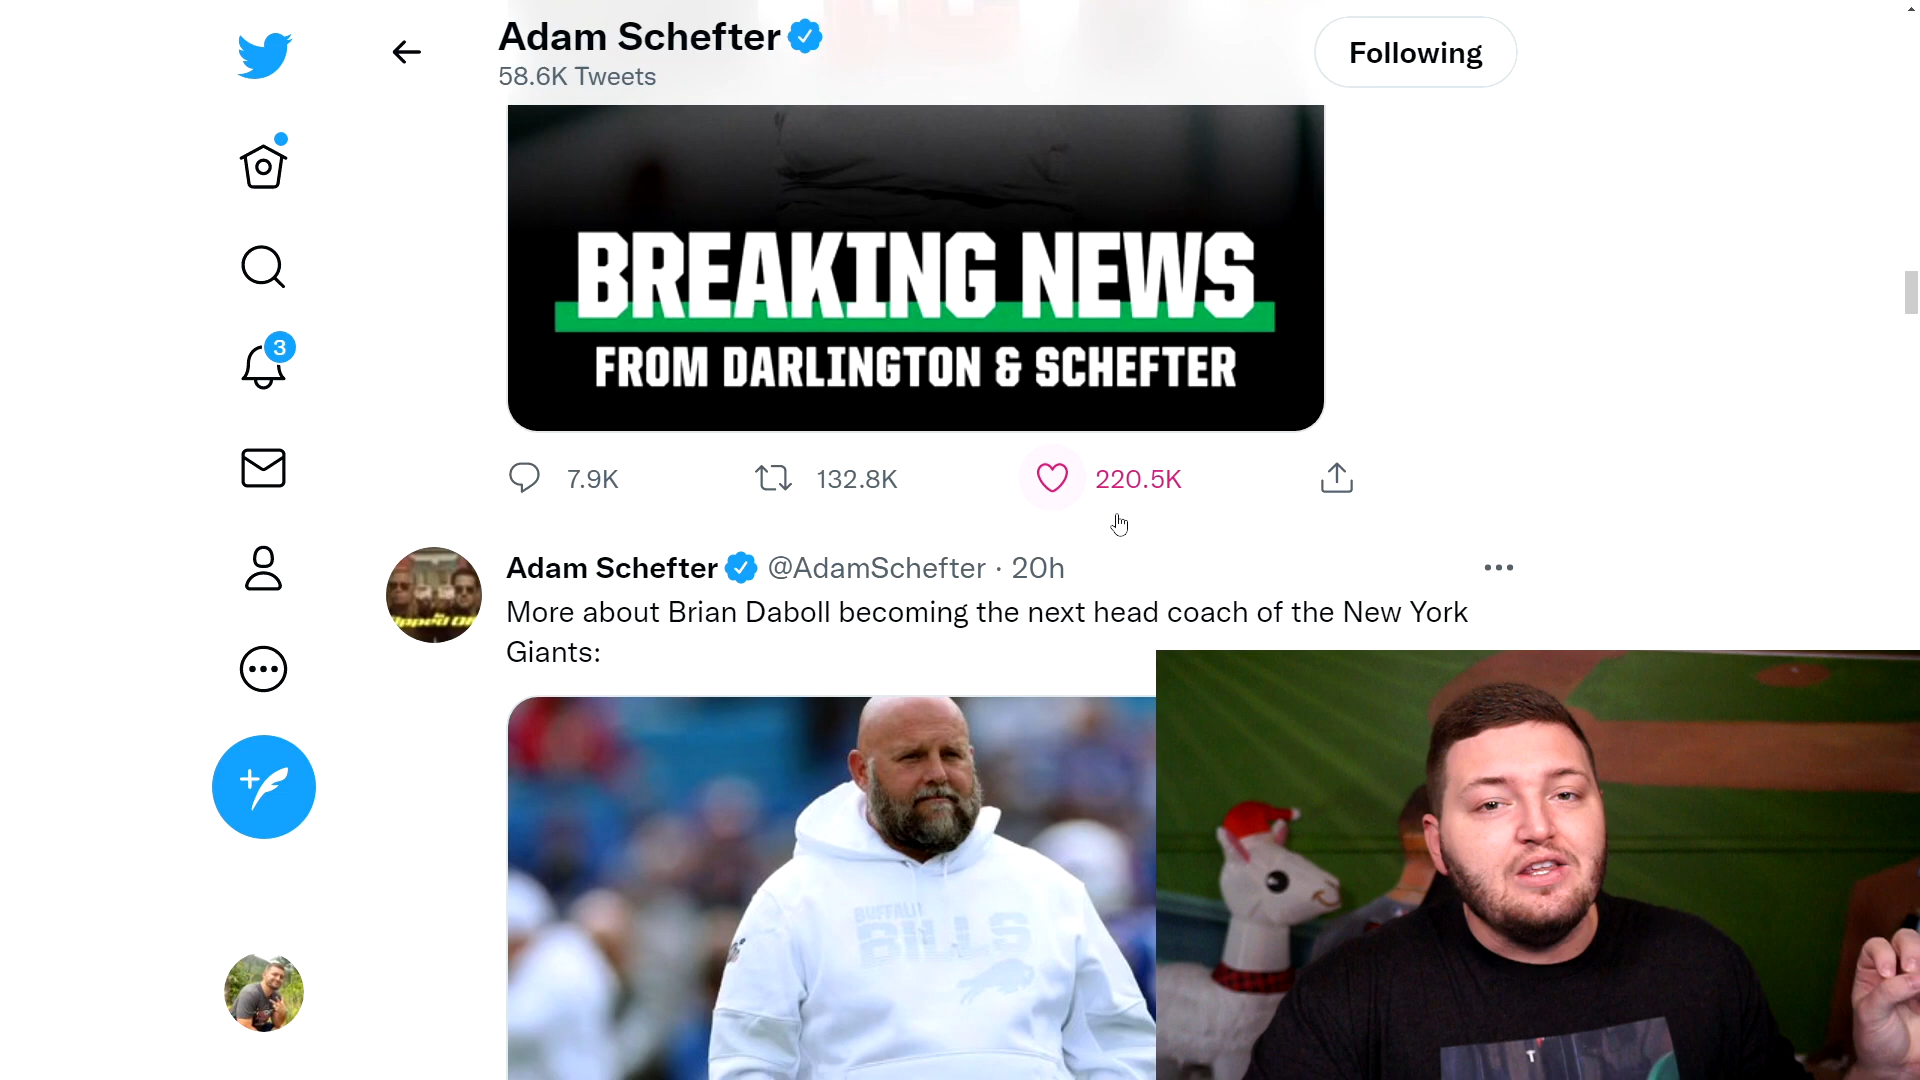 Adam Schefter
58.6K Tweets
Following
BREAKING NEWS
FROM DARLINGTON & SCHEFTER
3
7.9K
132.8K
220.5K
Adam Schefter @AdamSchefter · 20h
More about Brian Daboll becoming the next head coach of the New York
Giants:
BUFFALO
BILLS